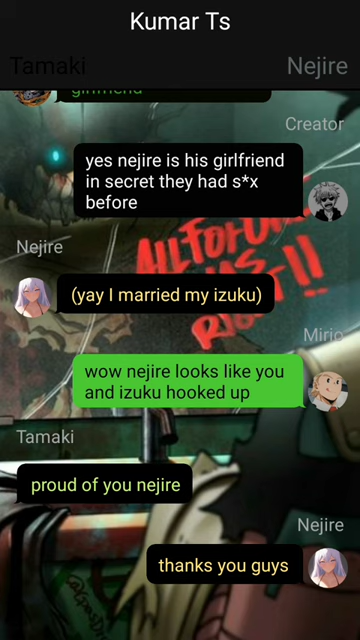 Kumar Ts
Tamaki
Nejire
girlfriend
Creator
yes nejire is his girlfriend
in secret they had s*x
before
Nejire
(yay I married my izuku)
Mirio
wow nejire looks like you
and izuku hooked up
Tamaki
proud of you nejire
Nejire
thanks you guys